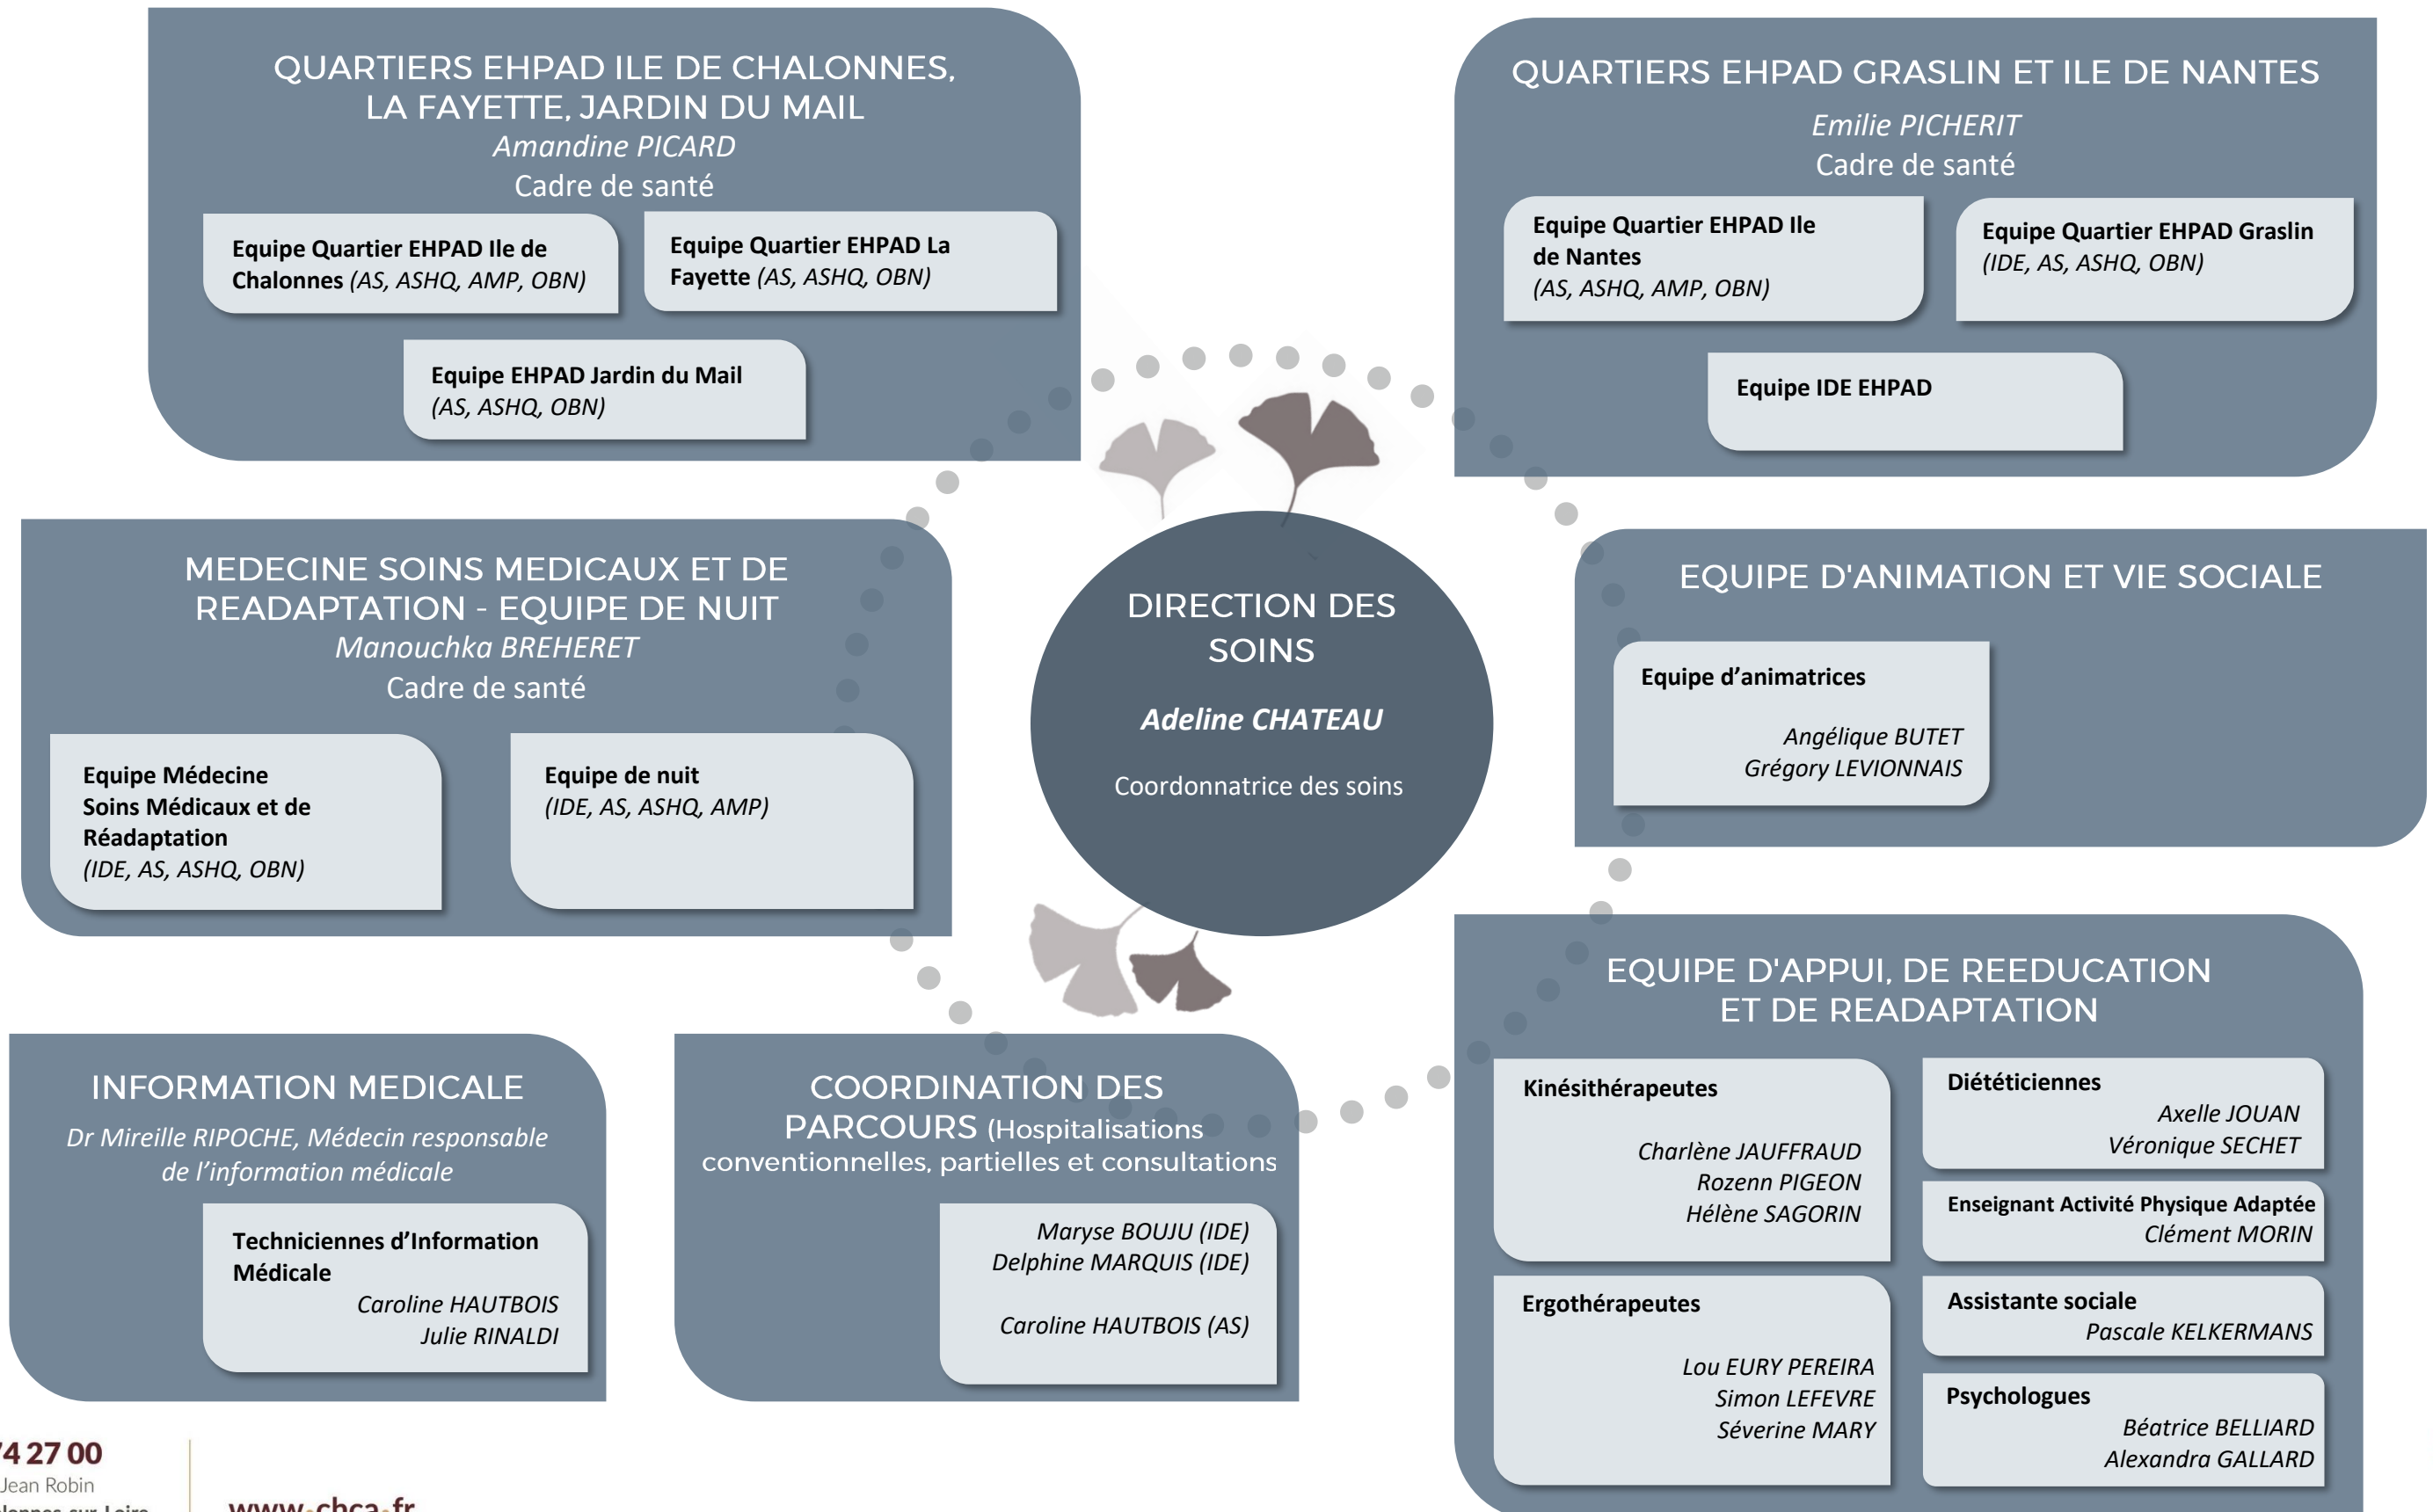 QUARTIERS EHPAD ILE DE CHALONNES,
LA FAYETTE, JARDIN DU MAIL
Amandine PICARD
Cadre de santé
Equipe Quartier EHPAD Ile de
Chalonnes (AS, ASHQ, AMP, OBN)
Equipe Quartier EHPAD La
Fayette (AS, ASHQ, OBN)
Equipe EHPAD Jardin du Mail
(AS, ASHQ, OBN)
QUARTIERS EHPAD GRASLIN ET ILE DE NANTES
Emilie PICHERIT
Cadre de santé
Equipe Quartier EHPAD Ile
de Nantes
(AS, ASHQ, AMP, OBN)
Equipe Quartier EHPAD Graslin
(IDE, AS, ASHQ, OBN)
Equipe IDE EHPAD
MEDECINE SOINS MEDICAUX ET DE
READAPTATION - EQUIPE DE NUIT
Manouchka BREHERET
Cadre de santé
Equipe Médecine
Soins Médicaux et de
Réadaptation
(IDE, AS, ASHQ, OBN)
Equipe de nuit
(IDE, AS, ASHQ, AMP)
DIRECTION DES
SOINS
Adeline CHATEAU
Coordonnatrice des soins
EQUIPE D'ANIMATION ET VIE SOCIALE
Equipe d’animatrices
Angélique BUTET
Grégory LEVIONNAIS
INFORMATION MEDICALE
Dr Mireille RIPOCHE, Médecin responsable
de l’information médicale
Techniciennes d’Information
Médicale
Caroline HAUTBOIS
Julie RINALDI
COORDINATION DES
PARCOURS (Hospitalisations
conventionnelles, partielles et consultations
Maryse BOUJU (IDE)
Delphine MARQUIS (IDE)
Caroline HAUTBOIS (AS)
EQUIPE D'APPUI, DE REEDUCATION
ET DE READAPTATION
Kinésithérapeutes
Charlène JAUFFRAUD
Rozenn PIGEON
Hélène SAGORIN
Ergothérapeutes
Lou EURY PEREIRA
Simon LEFEVRE
Séverine MARY
Diététiciennes
Axelle JOUAN
Véronique SECHET
Enseignant Activité Physique Adaptée
Clément MORIN
Assistante sociale
Pascale KELKERMANS
Psychologues
Béatrice BELLIARD
Alexandra GALLARD
74 27 00
Jean Robin
sur Loire
www.chca.fr